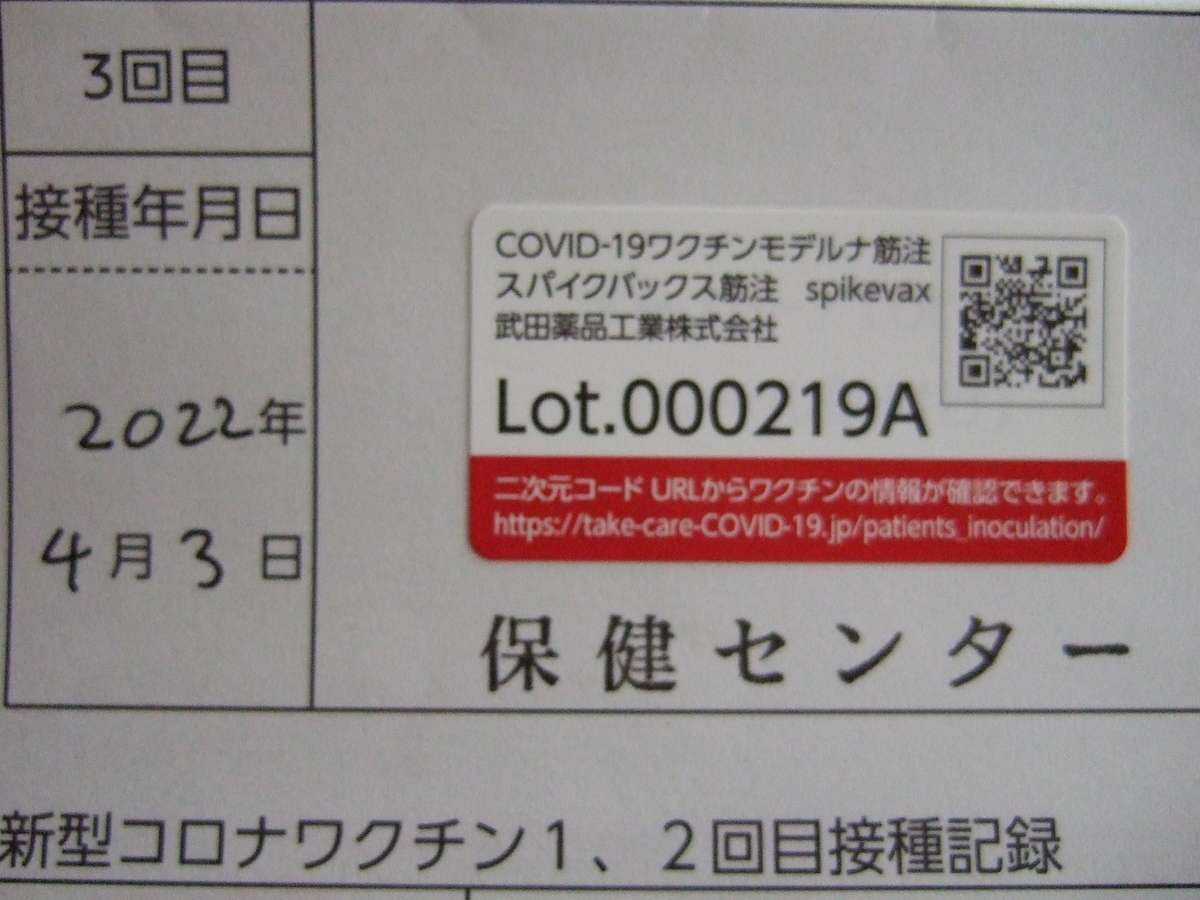 3回目
接種年月日
2022年
4月3日
COVID-19ワクチンモデルナ筋注
スパイクバックス筋注 spikevax
武田薬品工業株式会社
Lot.000219A
二次元コード URLからワクチンの情報が確認できます。
https://take-care-COVID-19.jp/patients_inoculation/
保健センター
新型コロナワクチン1、2回目接種記録